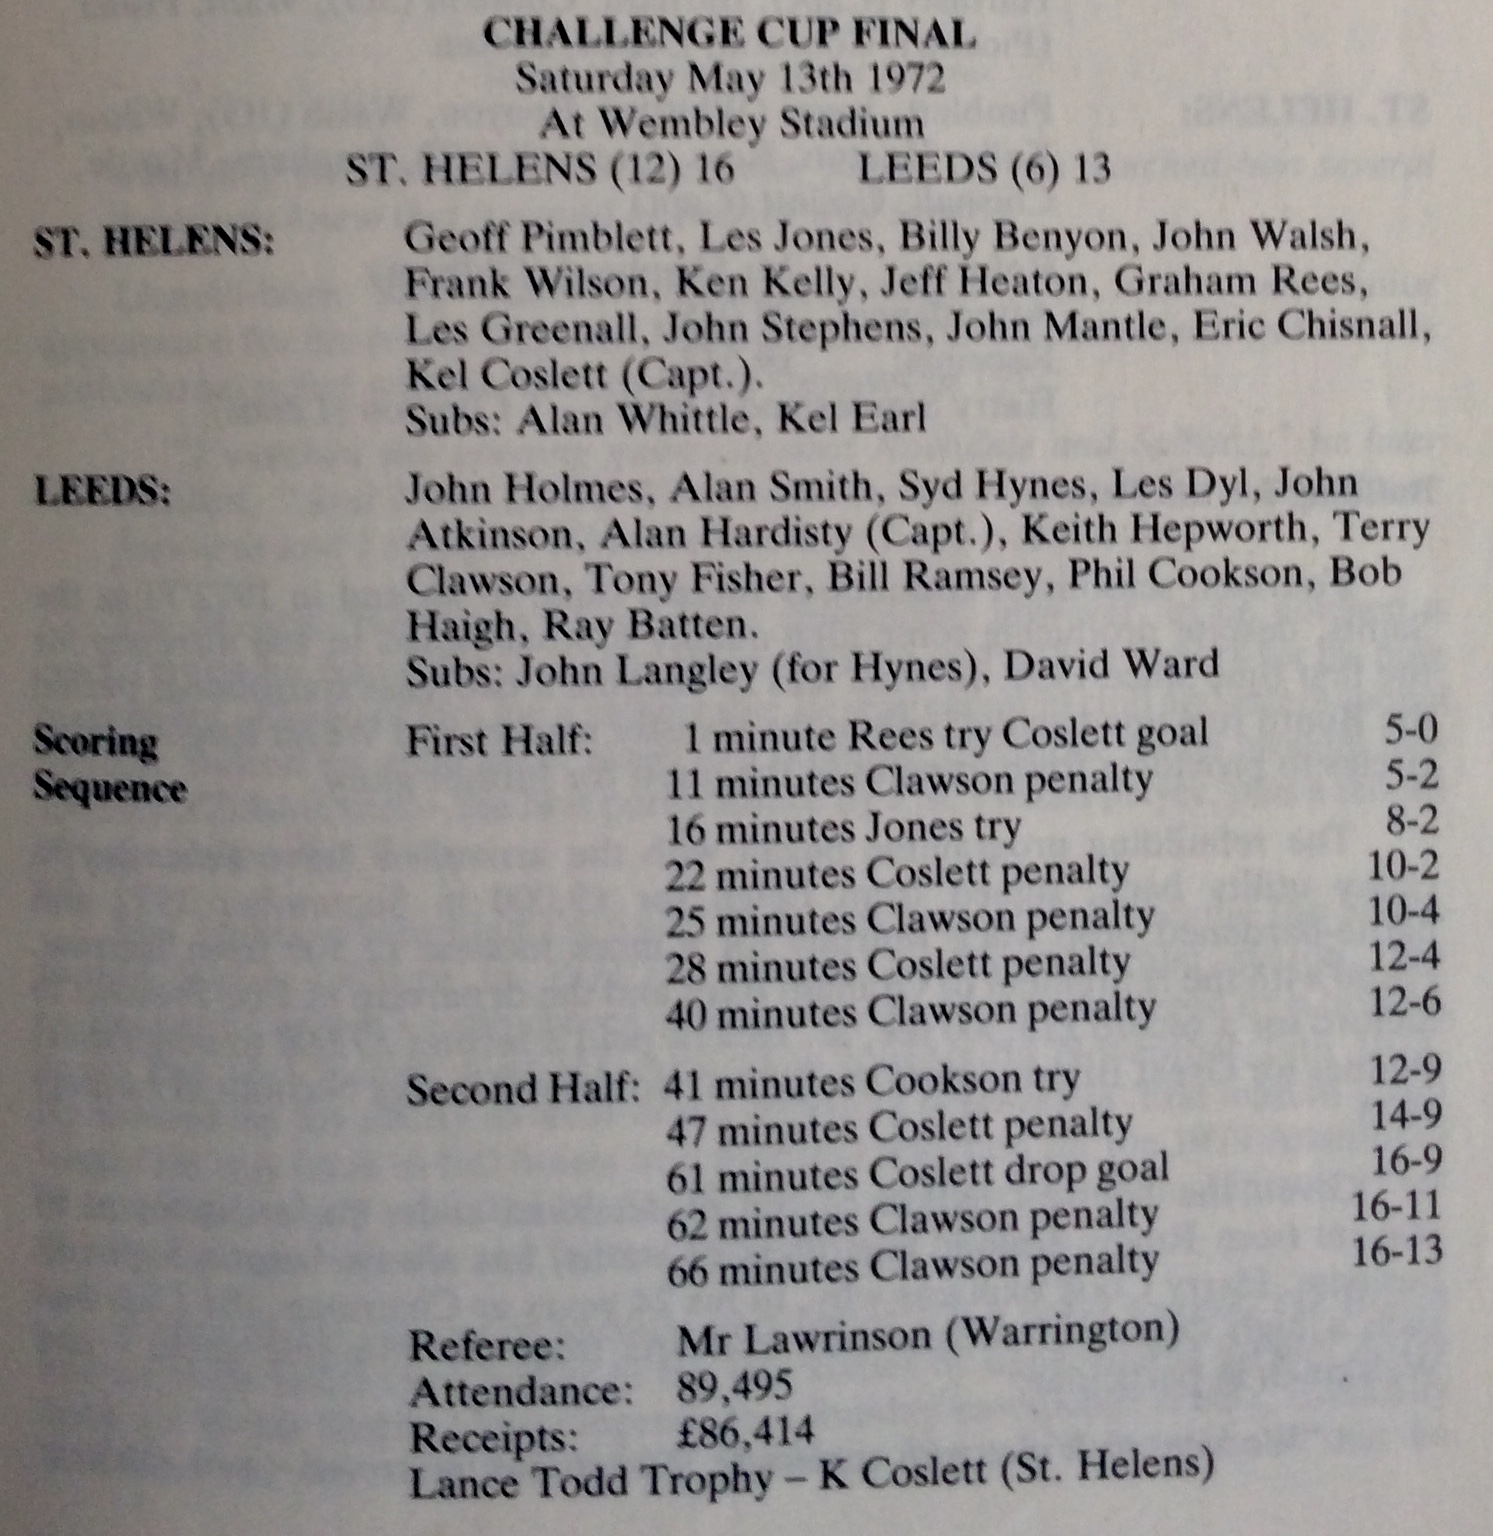 CHALLENGE CUP FINAL
Saturday May 13th 1972
At Wembley Stadium
ST. HELENS (12) 16 LEEDS (6) 13
ST. HELENS: Geoff Pimblett, Les Jones, Billy Benyon, John Walsh,
Frank Wilson, Ken Kelly, Jeff Heaton, Graham Rees,
Les Greenall, John Stephens, John Mantle, Eric Chisnall,
Kel Coslett (Capt.).
Subs: Alan Whittle, Kel Earl
LEEDS: John Holmes, Alan Smith, Syd Hynes, Les Dyl, John
Atkinson, Alan Hardisty (Capt.), Keith Hepworth, Terry
Clawson, Tony Fisher, Bill Ramsey, Phil Cookson, Bob
Haigh, Ray Batten.
Subs: John Langley (for Hynes), David Ward
Scoring First Half: 1 minute Rees try Coslett goal 5-0
Sequence 11 minutes Clawson penalty 5-2
16 minutes Jones try 8-2
22 minutes Coslett penalty 10-2
25 minutes Clawson penalty 10-4
28 minutes Coslett penalty 12-4
40 minutes Clawson penalty 12-6
Second Half: 41 minutes Cookson try 12-9
47 minutes Coslett penalty 14-9
61 minutes Coslett drop goal 16-9
62 minutes Clawson penalty 16-11
66 minutes Clawson penalty 16-13
Referee: Mr Lawrinson (Warrington)
Attendance: 89,495
Receipts: £86,414
Lance Todd Trophy – K Coslett (St. Helens)